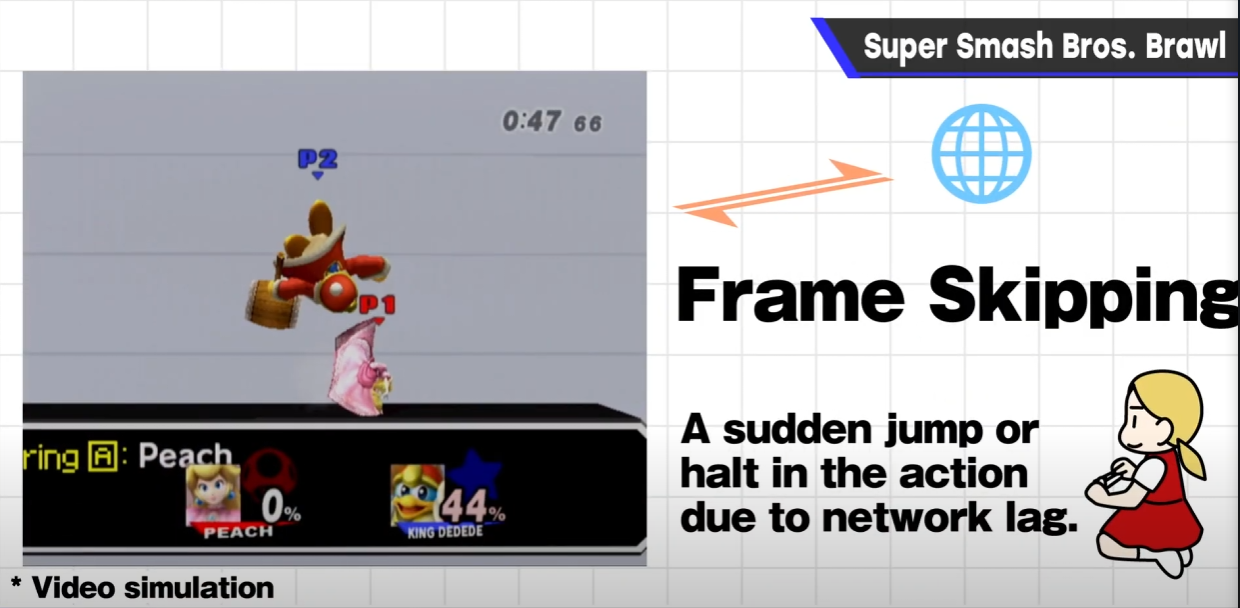 Super Smash Bros. Brawl
0:47 66
P2
P1
Frame Skipping
A sudden jump or
halt in the action
due to network lag.
ring A: Peach
0%
44%
PEACH
KING DEDEDE
* Video simulation